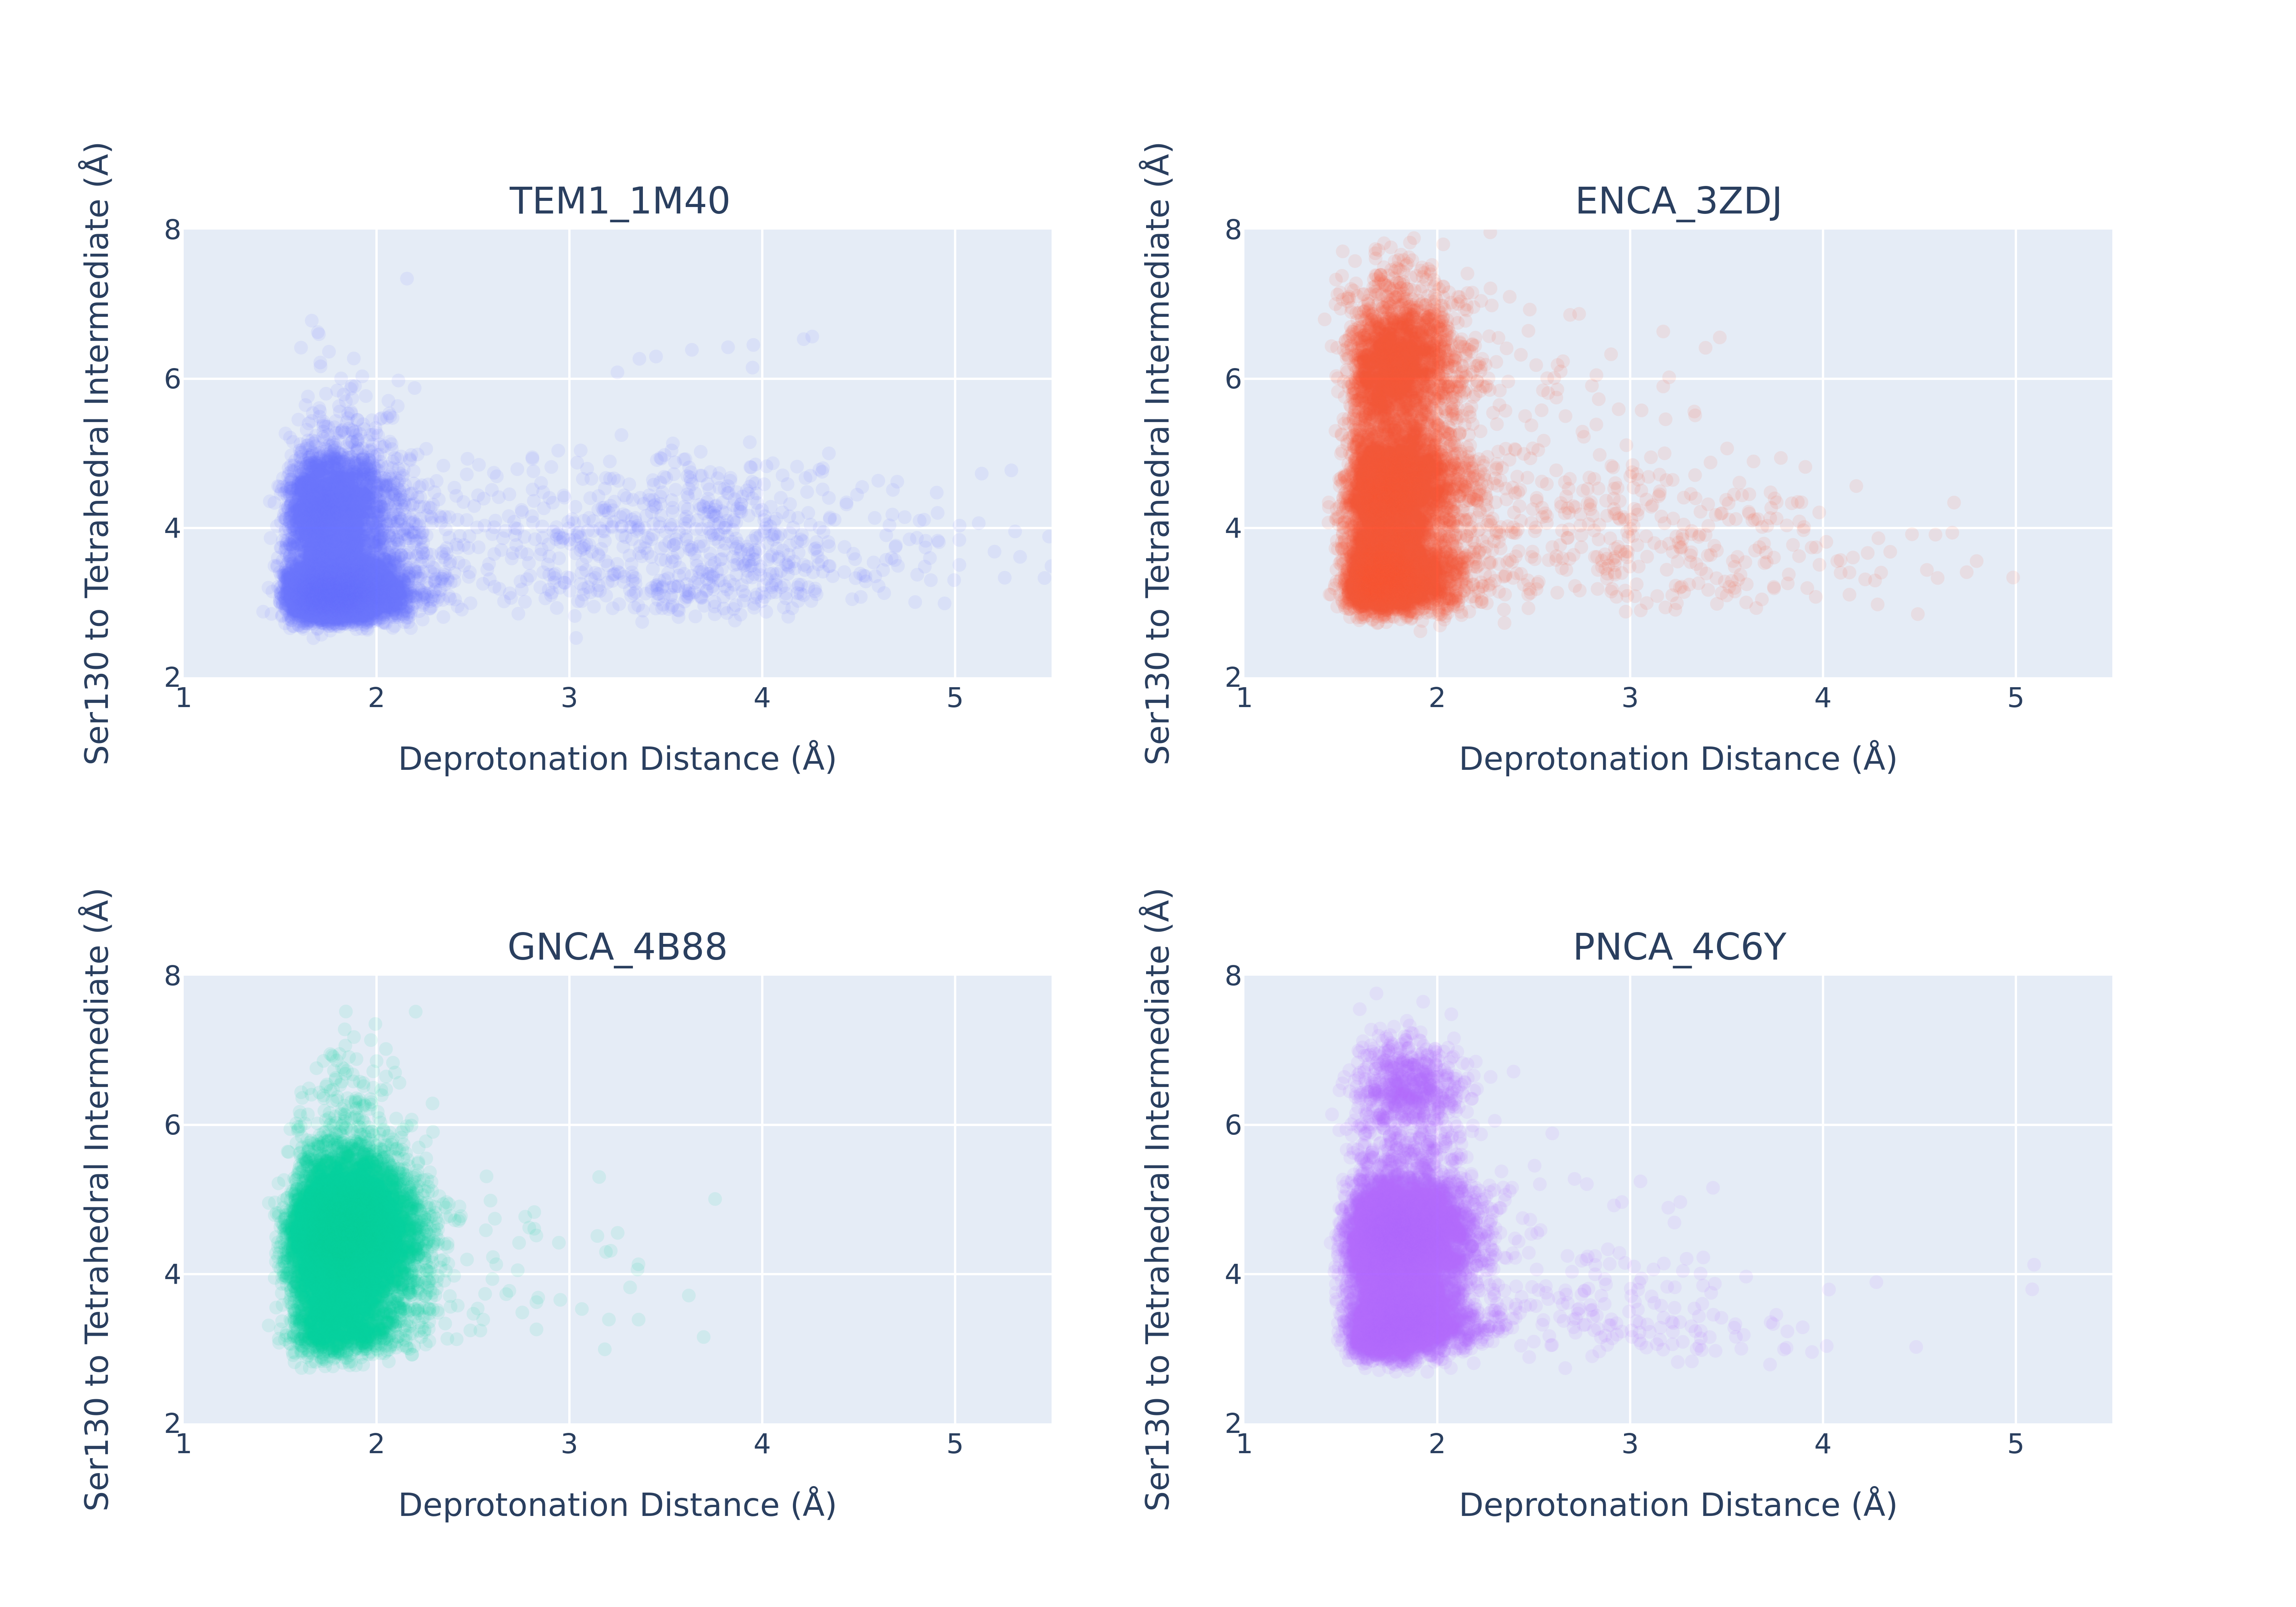 TEM1_1M40
Ser130 to Tetrahedral Intermediate (Å)
8
6
4
2
1 2 3 4 5
Deprotonation Distance (Å)
ENCA_3ZDJ
Ser130 to Tetrahedral Intermediate (Å)
8
6
4
2
1 2 3 4 5
Deprotonation Distance (Å)
GNCA_4B88
Ser130 to Tetrahedral Intermediate (Å)
8
6
4
2
1 2 3 4 5
Deprotonation Distance (Å)
PNCA_4C6Y
Ser130 to Tetrahedral Intermediate (Å)
8
6
4
2
1 2 3 4 5
Deprotonation Distance (Å)